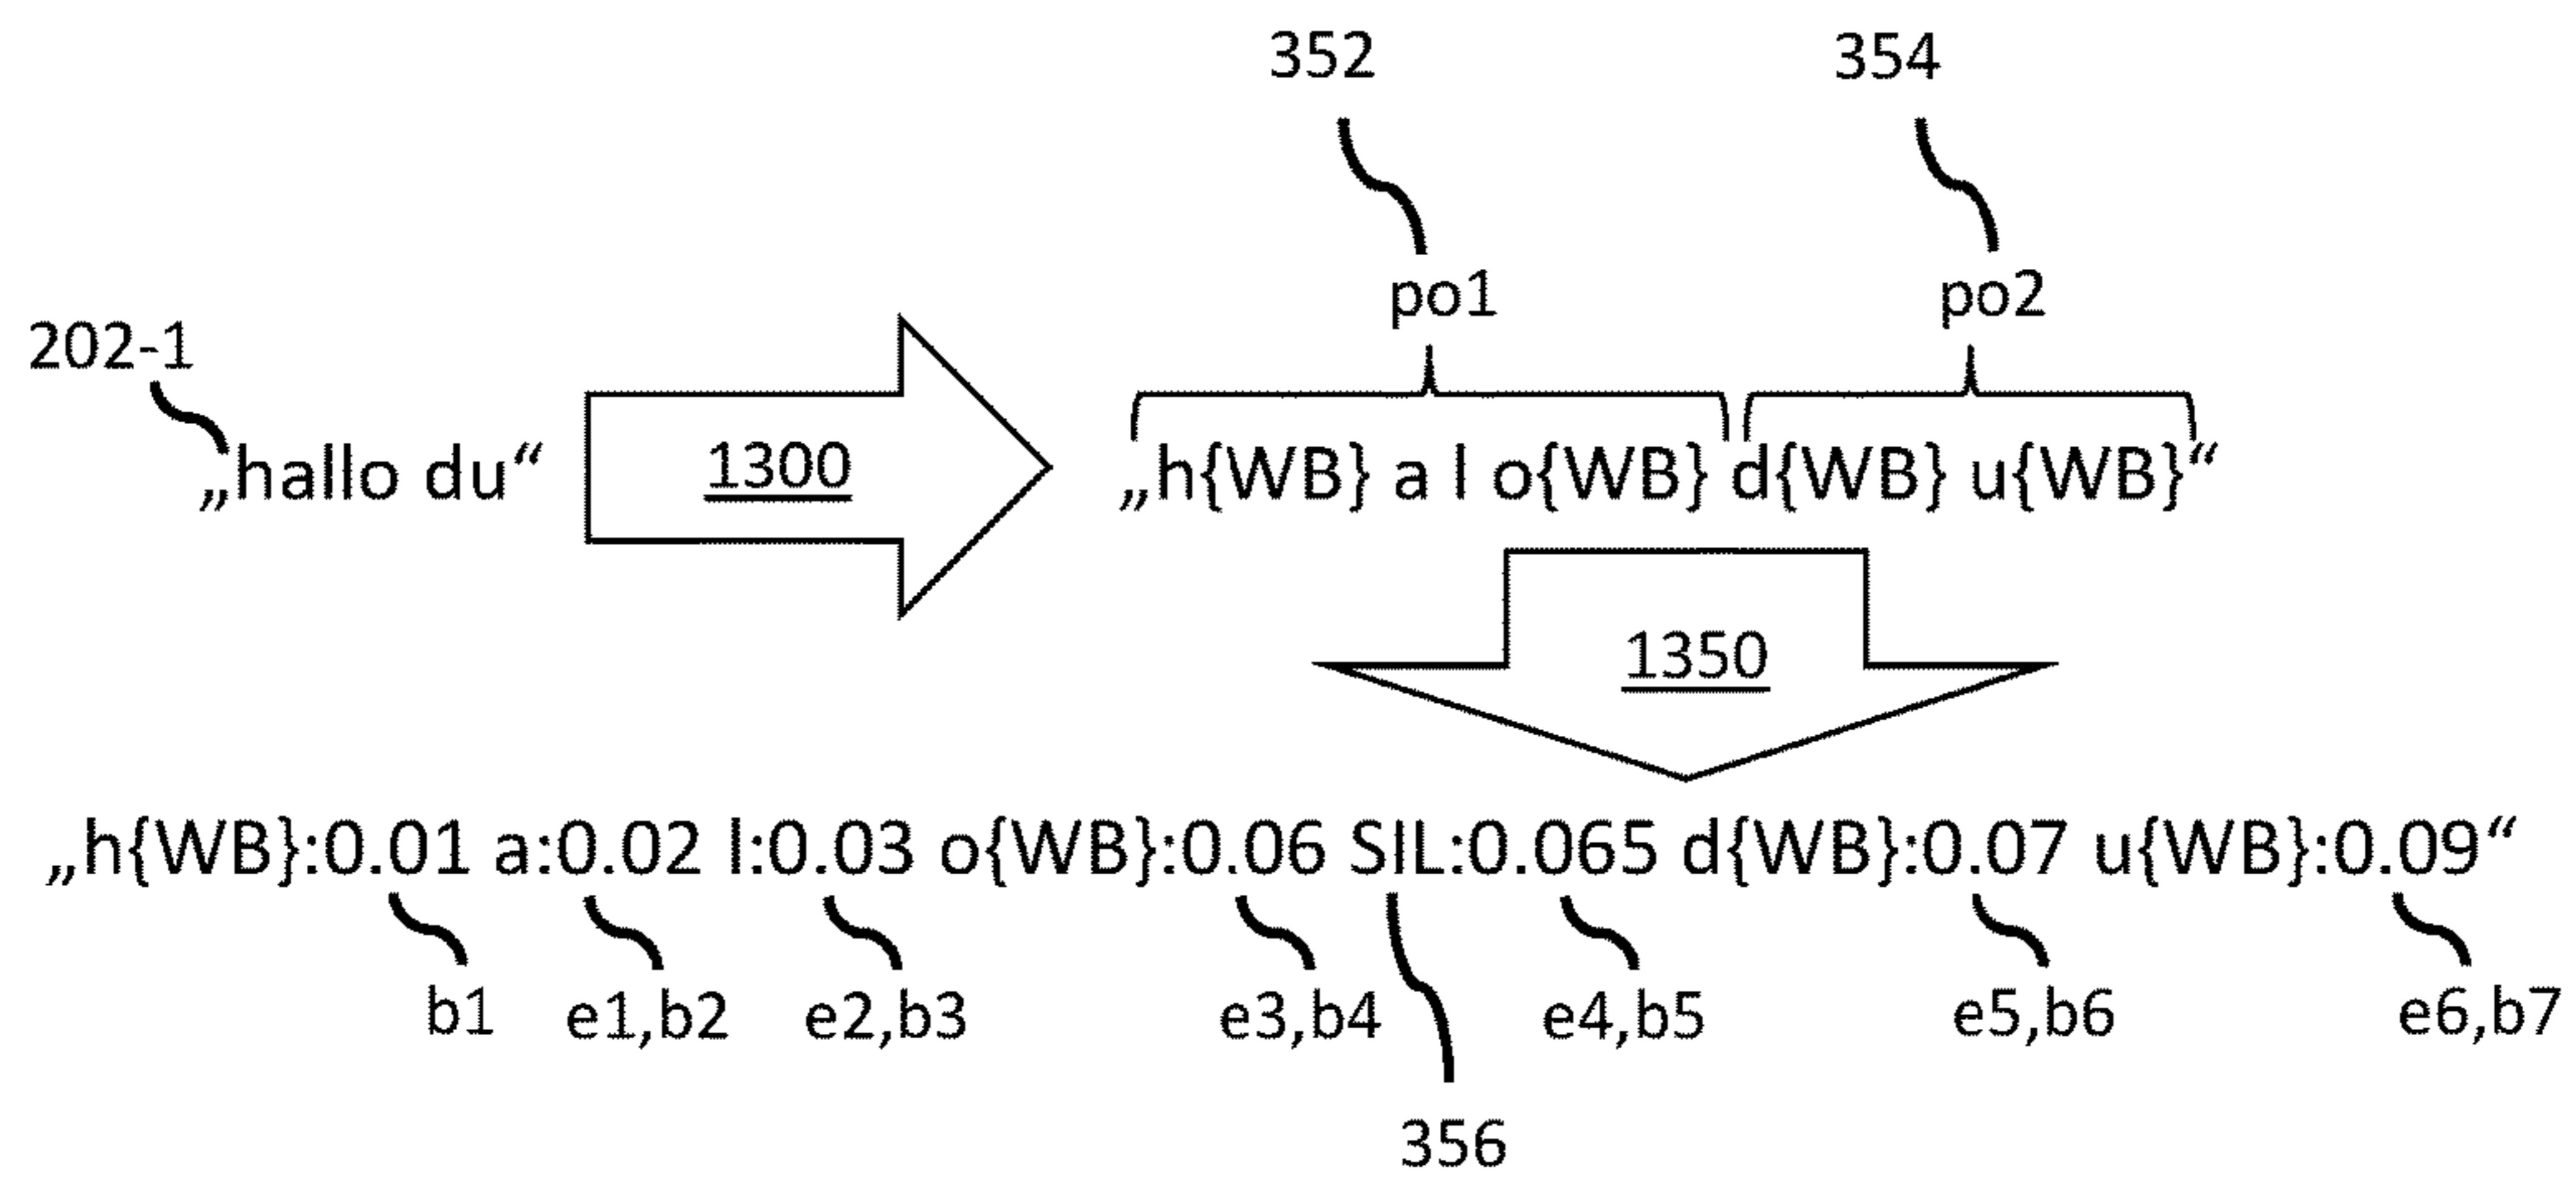 352 354
po1 po2
202-1
„hallo du“ 1300 „h{WB} a l o{WB} d{WB} u{WB}“
1350
„h{WB}:0.01 a:0.02 l:0.03 o{WB}:0.06 SIL:0.065 d{WB}:0.07 u{WB}:0.09“
b1 e1,b2 e2,b3 e3,b4 e4,b5 e5,b6 e6,b7
356